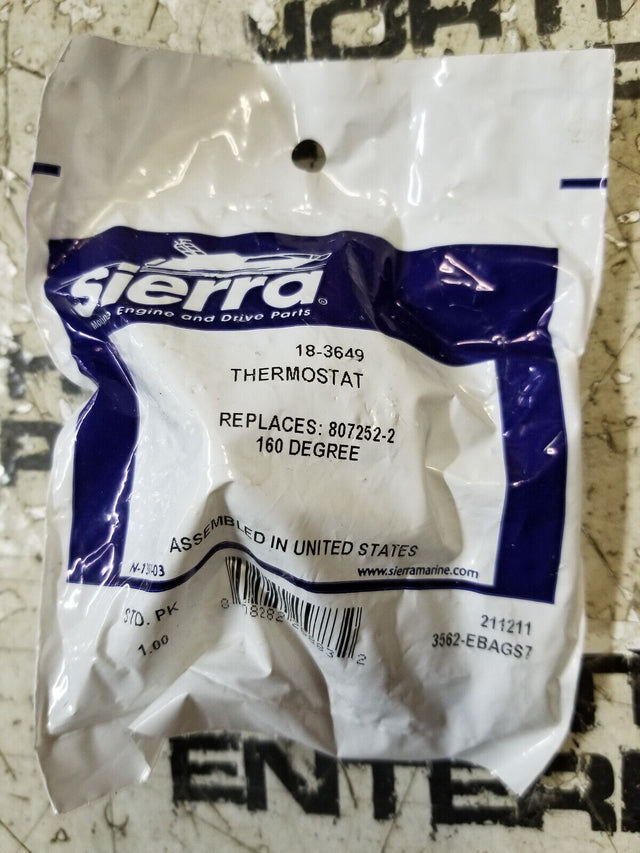 sierra
Engine and Drive Parts
18-3649
THERMOSTAT
REPLACES: 807252-2
160 DEGREE
ASSEMBLED IN UNITED STATES
www.sierramarine.com
STD. PK
1.00
211211
3562-EBAGS7